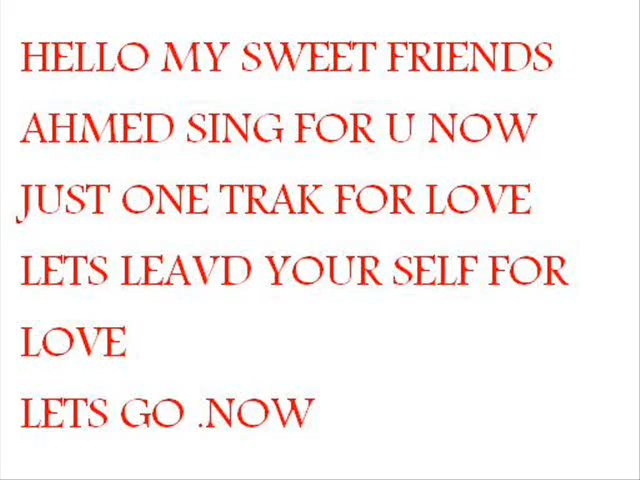 HELLO MY SWEET FRIENDS
AHMED SING FOR U NOW
JUST ONE TRAK FOR LOVE
LETS LEAVD YOUR SELF FOR
LOVE
LETS GO .NOW